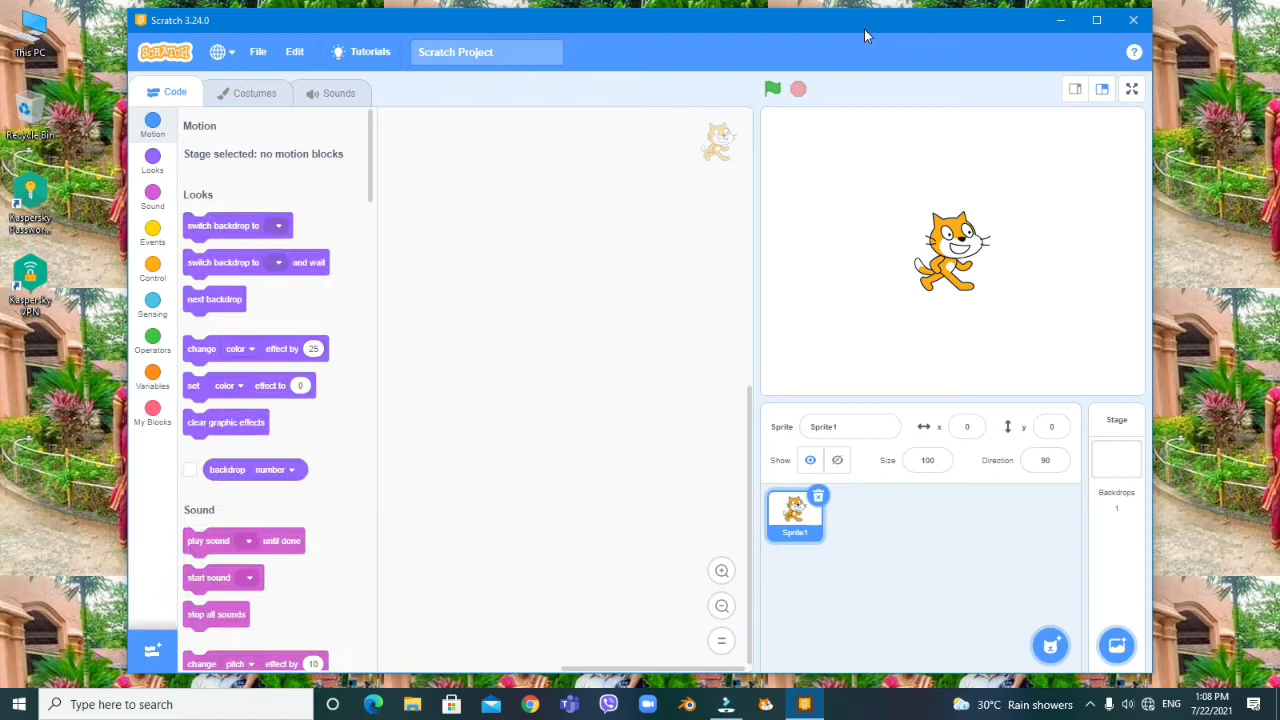 Scratch 3.24.0
This PC
SCRATCH
File
Edit
Tutorials
Scratch Project
?
Code
Costumes
Sounds
Recycle Bin
Kaspersky
Passwor...
Kaspersky
VPN
Motion
Looks
Sound
Events
Control
Sensing
Operators
Variables
My Blocks
Motion
Stage selected: no motion blocks
Looks
switch backdrop to
switch backdrop to and wait
next backdrop
change color effect by 25
set color effect to 0
clear graphic effects
backdrop number
Sound
play sound until done
start sound
stop all sounds
change pitch effect by 10
Sprite Sprite1 x 0 y 0
Show Size 100 Direction 90
Sprite1
Stage
Backdrops
1
Type here to search
30°C Rain showers
ENG
1:08 PM
7/22/2021